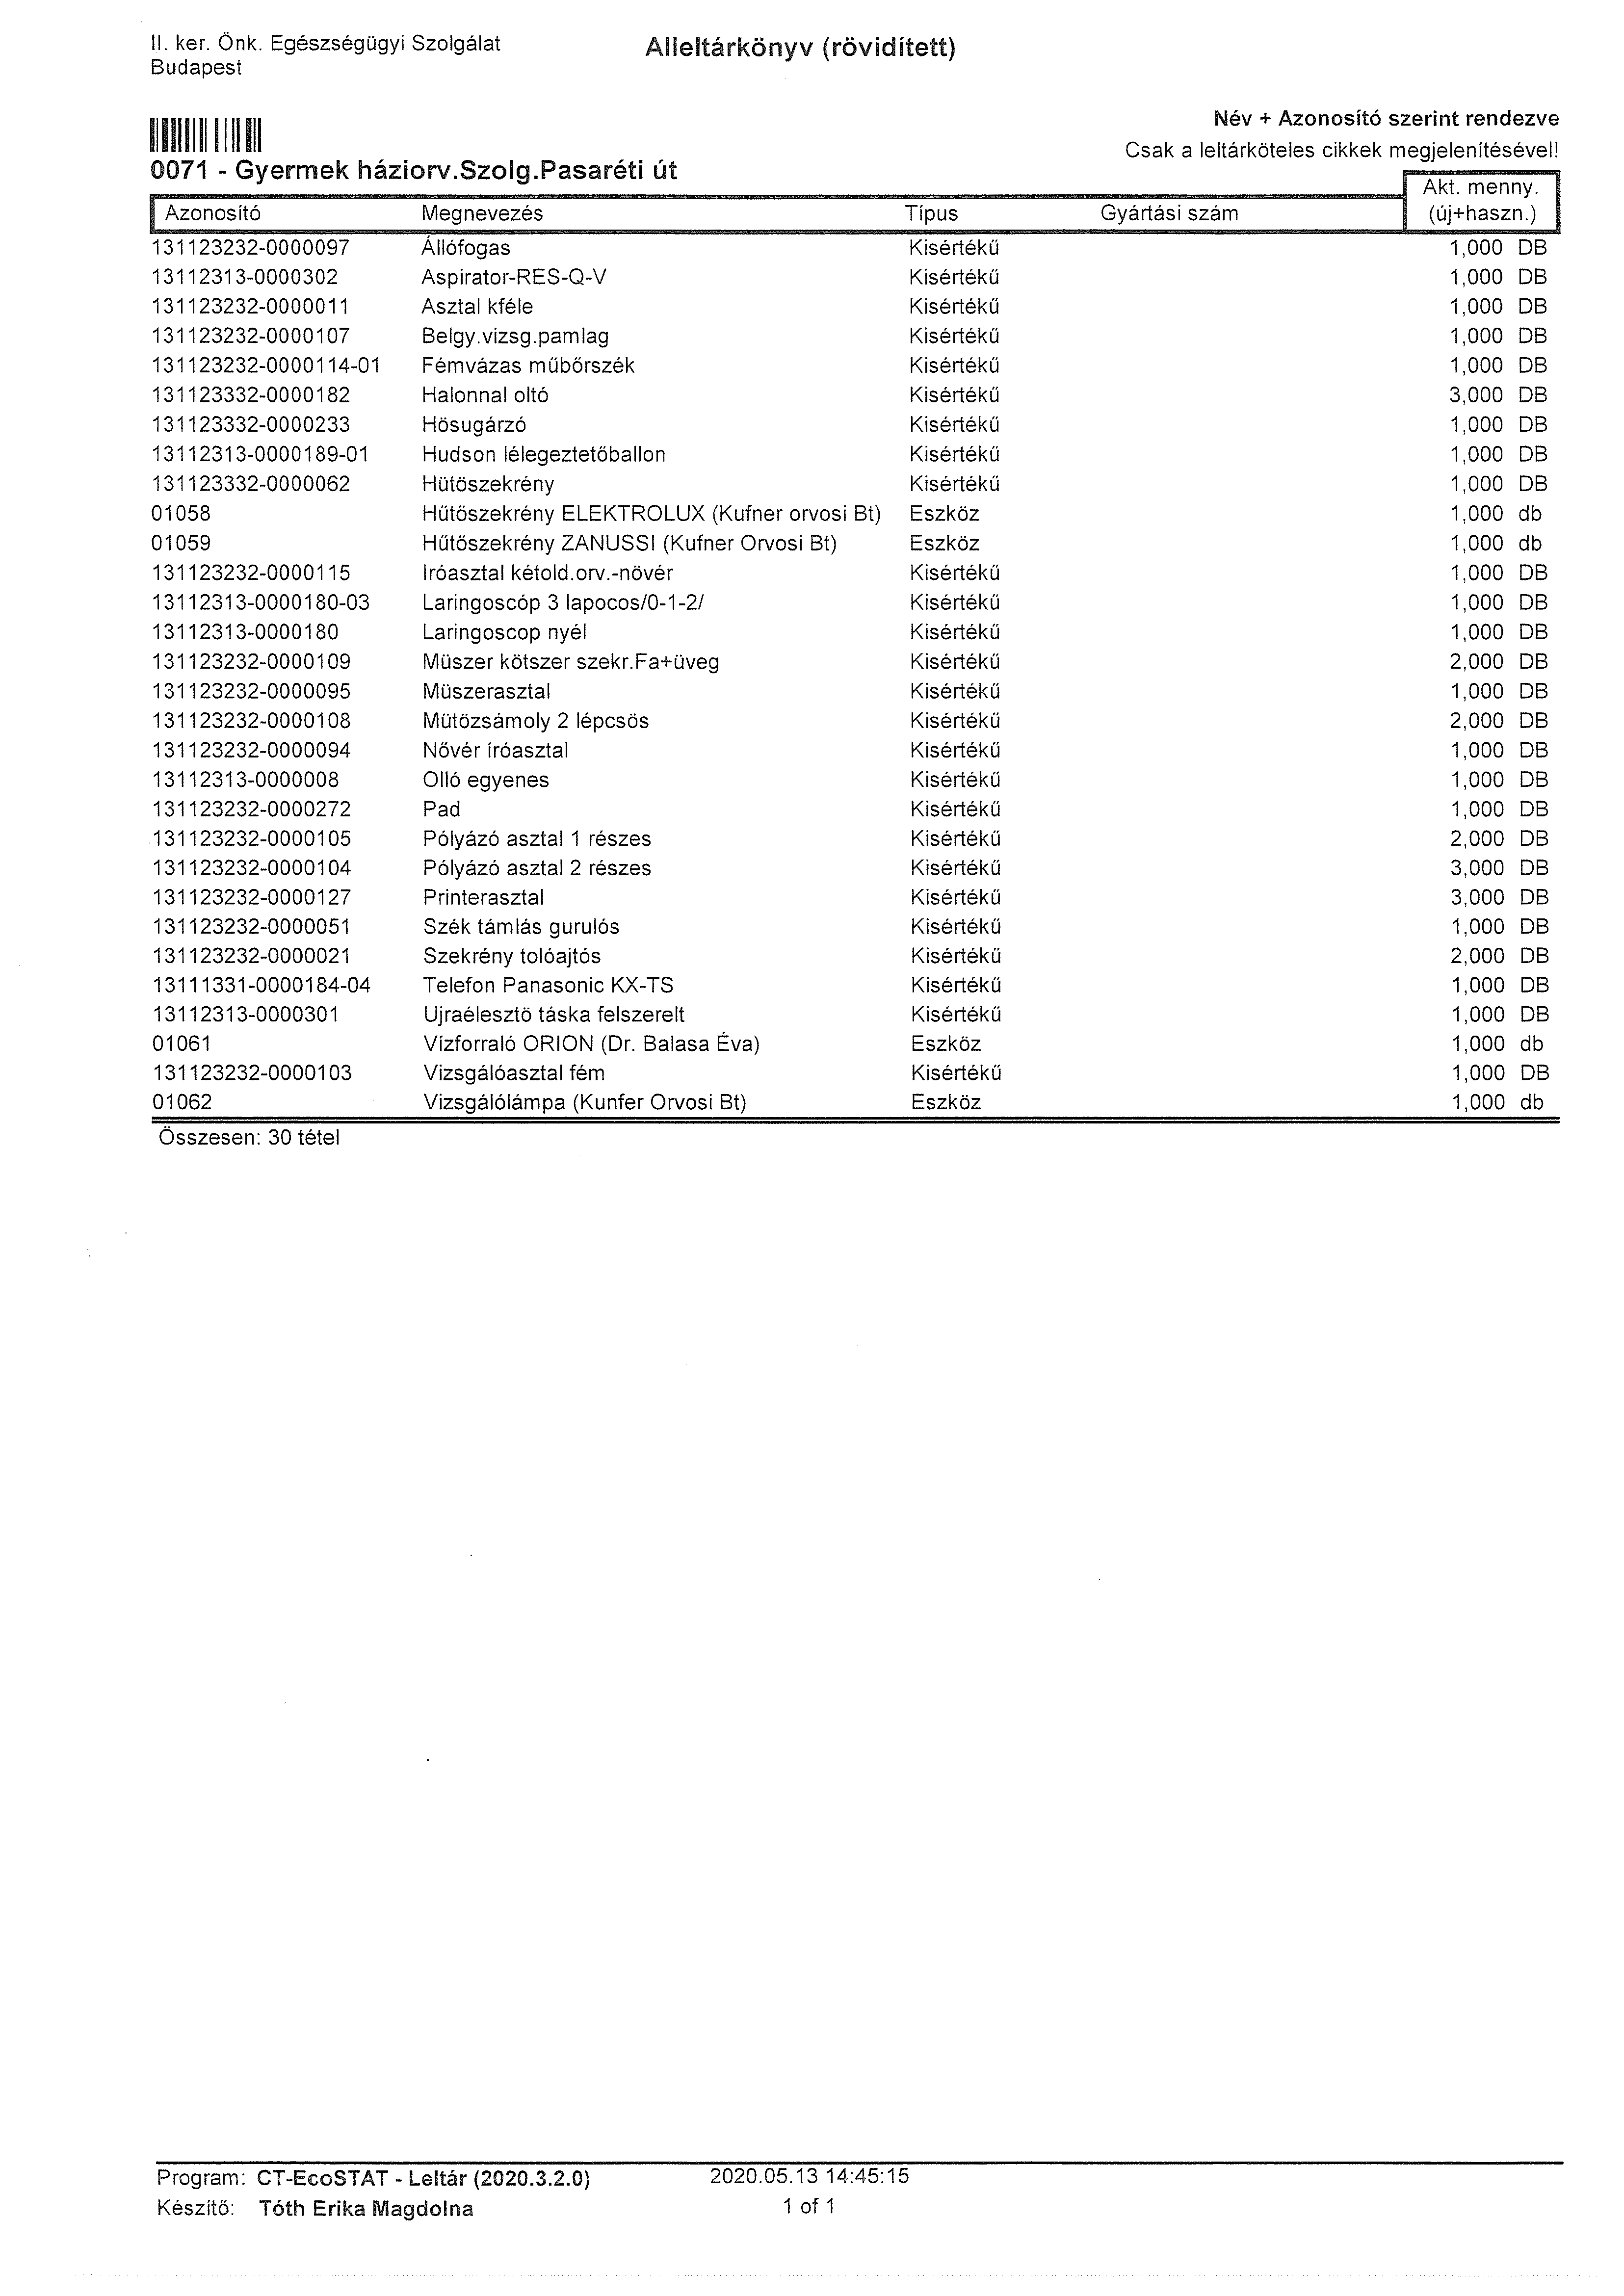 II. ker. Önk. Egészségügyi Szolgálat
Budapest
Alleltárkönyv (rövidített)
Név + Azonosító szerint rendezve
Csak a leltárköteles cikkek megjelenítésével!
0071 - Gyermek háziorv.Szolg.Pasaréti út
Azonosító Megnevezés Típus Gyártási szám Akt. menny. (új+haszn.)
131123232-0000097 Állófogas Kisértékű 1,000 DB
13112313-0000302 Aspirator-RES-Q-V Kisértékű 1,000 DB
131123232-0000011 Asztal kféle Kisértékű 1,000 DB
131123232-0000107 Belgy.vizsg.pamlag Kisértékű 1,000 DB
131123232-0000114-01 Fémvázas műbőrszék Kisértékű 1,000 DB
131123332-0000182 Halonnal oltó Kisértékű 3,000 DB
131123332-0000233 Hösugárzó Kisértékű 1,000 DB
13112313-0000189-01 Hudson lélegeztetőballon Kisértékű 1,000 DB
131123332-0000062 Hütöszekrény Kisértékű 1,000 DB
01058 Hűtőszekrény ELEKTROLUX (Kufner orvosi Bt) Eszköz 1,000 db
01059 Hűtőszekrény ZANUSSI (Kufner Orvosi Bt) Eszköz 1,000 db
131123232-0000115 Iróasztal kétold.orv.-növér Kisértékű 1,000 DB
13112313-0000180-03 Laringoscóp 3 lapocos/0-1-2/ Kisértékű 1,000 DB
13112313-0000180 Laringoscop nyél Kisértékű 1,000 DB
131123232-0000109 Müszer kötszer szekr.Fa+üveg Kisértékű 2,000 DB
131123232-0000095 Müszerasztal Kisértékű 1,000 DB
131123232-0000108 Mütözsámoly 2 lépcsös Kisértékű 2,000 DB
131123232-0000094 Nővér íróasztal Kisértékű 1,000 DB
13112313-0000008 Olló egyenes Kisértékű 1,000 DB
131123232-0000272 Pad Kisértékű 1,000 DB
131123232-0000105 Pólyázó asztal 1 részes Kisértékű 2,000 DB
131123232-0000104 Pólyázó asztal 2 részes Kisértékű 3,000 DB
131123232-0000127 Printerasztal Kisértékű 3,000 DB
131123232-0000051 Szék támlás gurulós Kisértékű 1,000 DB
131123232-0000021 Szekrény tolóajtós Kisértékű 2,000 DB
13111331-0000184-04 Telefon Panasonic KX-TS Kisértékű 1,000 DB
13112313-0000301 Ujraélesztö táska felszerelt Kisértékű 1,000 DB
01061 Vízforraló ORION (Dr. Balasa Éva) Eszköz 1,000 db
131123232-0000103 Vizsgálóasztal fém Kisértékű 1,000 DB
01062 Vizsgálólámpa (Kunfer Orvosi Bt) Eszköz 1,000 db
Összesen: 30 tétel
Program: CT-EcoSTAT - Leltár (2020.3.2.0) 2020.05.13 14:45:15
Készítő: Tóth Erika Magdolna 1 of 1